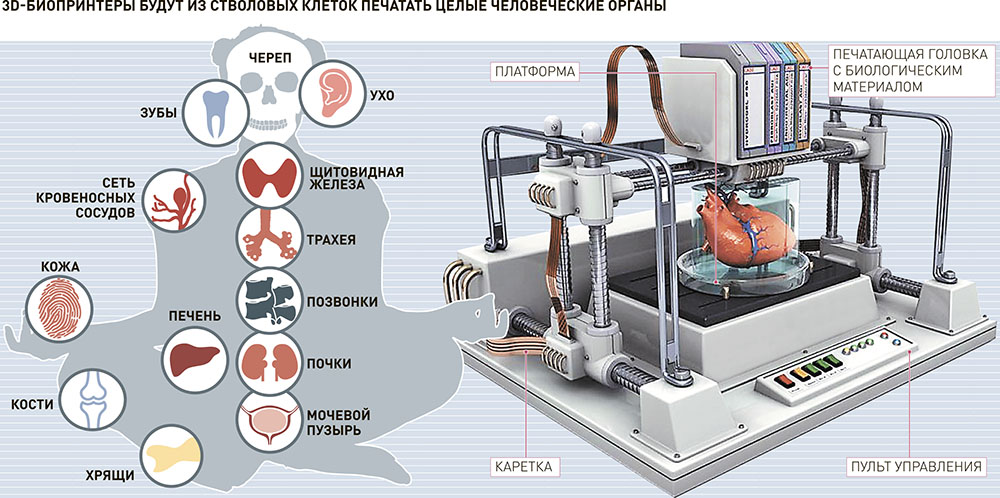 3D-БИОПРИНТЕРЫ БУДУТ ИЗ СТВОЛОВЫХ КЛЕТОК ПЕЧАТАТЬ ЦЕЛЫЕ ЧЕЛОВЕЧЕСКИЕ ОРГАНЫ
ЧЕРЕП
ЗУБЫ
УХО
ЩИТОВИДНАЯ
ЖЕЛЕЗА
СЕТЬ
КРОВЕНОСНЫХ
СОСУДОВ
ТРАХЕЯ
КОЖА
ПОЗВОНКИ
ПЕЧЕНЬ
ПОЧКИ
КОСТИ
МОЧЕВОЙ
ПУЗЫРЬ
ХРЯЩИ
ПЛАТФОРМА
ПЕЧАТАЮЩАЯ ГОЛОВКА
С БИОЛОГИЧЕСКИМ
МАТЕРИАЛОМ
КАРЕТКА
ПУЛЬТ УПРАВЛЕНИЯ